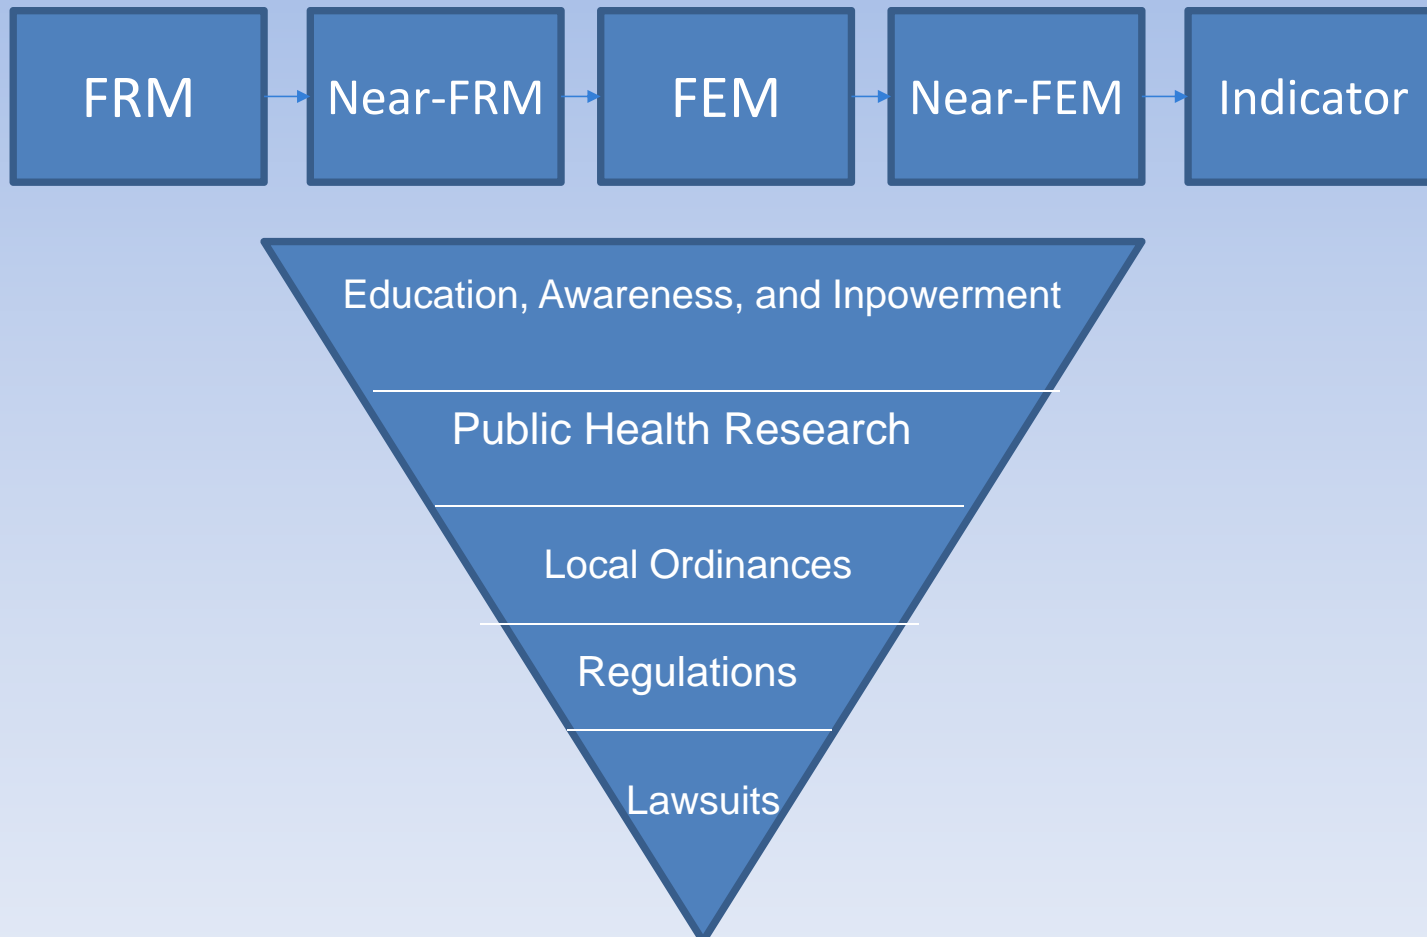 FRM
Near-FRM
FEM
Near-FEM
Indicator
Education, Awareness, and Inpowerment
Public Health Research
Local Ordinances
Regulations
Lawsuits